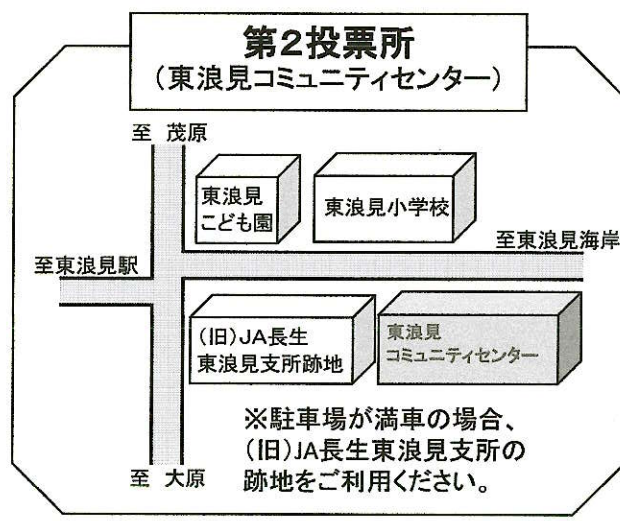 第2投票所
(東浪見コミュニティセンター)
至 茂原
東浪見
こども園
東浪見小学校
至東浪見海岸
至東浪見駅
(旧)JA長生
東浪見支所跡地
東浪見
コミュニティセンター
※駐車場が満車の場合、
(旧)JA長生東浪見支所の
跡地をご利用ください。
至 大原